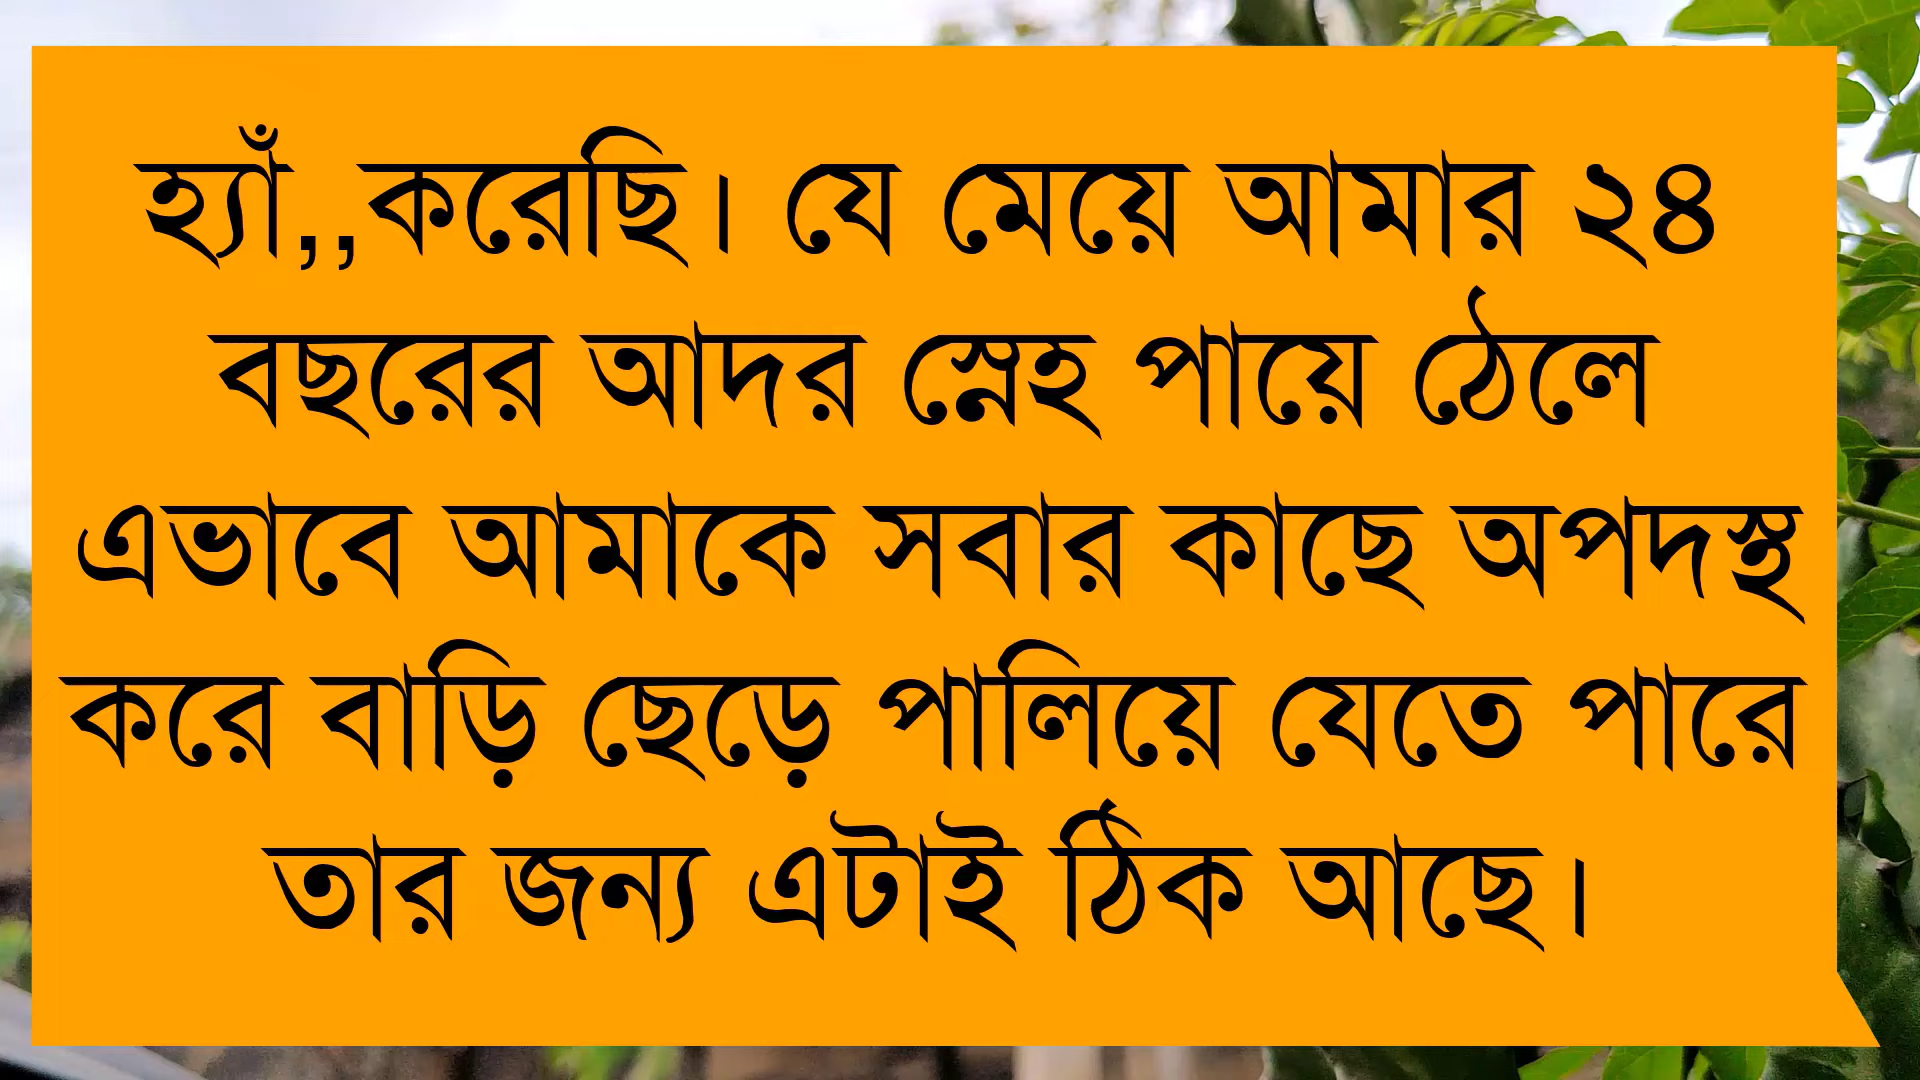 হ্যাঁ,,করেছি। যে মেয়ে আমার ২৪
বছরের আদর স্নেহ পায়ে ঠেলে
এভাবে আমাকে সবার কাছে অপদস্থ
করে বাড়ি ছেড়ে পালিয়ে যেতে পারে
তার জন্য এটাই ঠিক আছে।